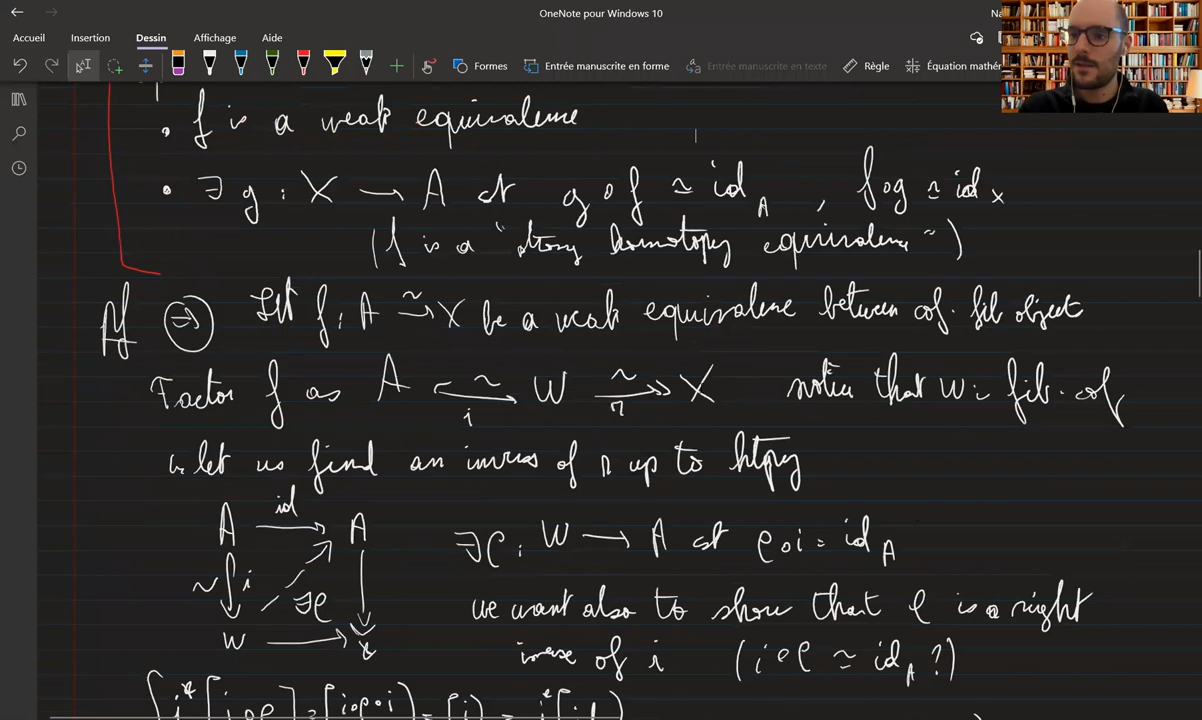 OneNote pour Windows 10
Accueil Insertion Dessin Affichage Aide
Formes Entrée manuscrite en forme Entrée manuscrite en texte Règle Équation mathé
• f is a weak equivalence
• ∃ g : X → A st g o f ≃ id_A , f o g ≃ id_X
(f is a "strong homotopy equivalence")
Pf ⇒ Let f : A ~→ X be a weak equivalence between cof. fib object
Factor f as A ~↪ W ~↠ X notice that W is fib. cof
i
let us find an inverse of up to htpy
A id→ A ∃ρ : W → A st ρ o i = id_A
~ i ∃ρ we want also to show that ρ is a right
W → inverse of i (i o ρ ≃ id_A ?)
i* [i o ρ] = [i o ρ o i] = [i] =